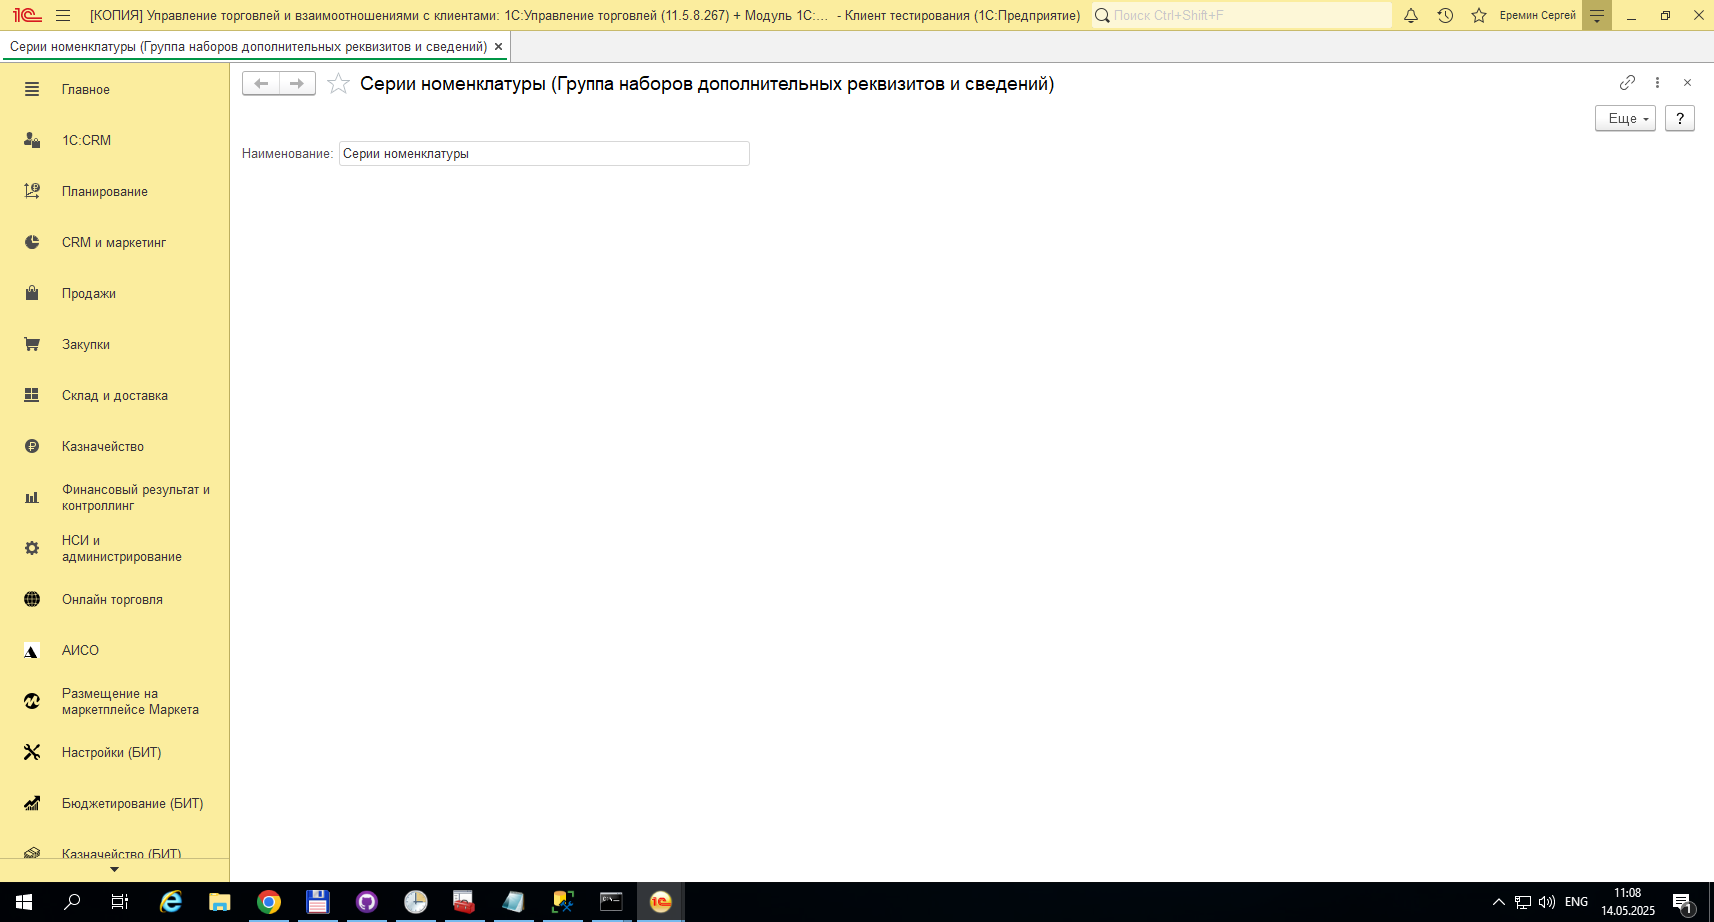 [КОПИЯ] Управление торговлей и взаимоотношениями с клиентами: 1С:Управление торговлей (11.5.8.267) + Модуль 1С:... - Клиент тестирования (1С:Предприятие)
Поиск Ctrl+Shift+F
Еремин Сергей
Серии номенклатуры (Группа наборов дополнительных реквизитов и сведений)
Главное
1С:CRM
Планирование
CRM и маркетинг
Продажи
Закупки
Склад и доставка
Казначейство
Финансовый результат и
контроллинг
НСИ и
администрирование
Онлайн торговля
АИСО
Размещение на
маркетплейсе Маркета
Настройки (БИТ)
Бюджетирование (БИТ)
Казначейство (БИТ)
Серии номенклатуры (Группа наборов дополнительных реквизитов и сведений)
Еще
?
Наименование:
Серии номенклатуры
ENG
11:08
14.05.2025
1